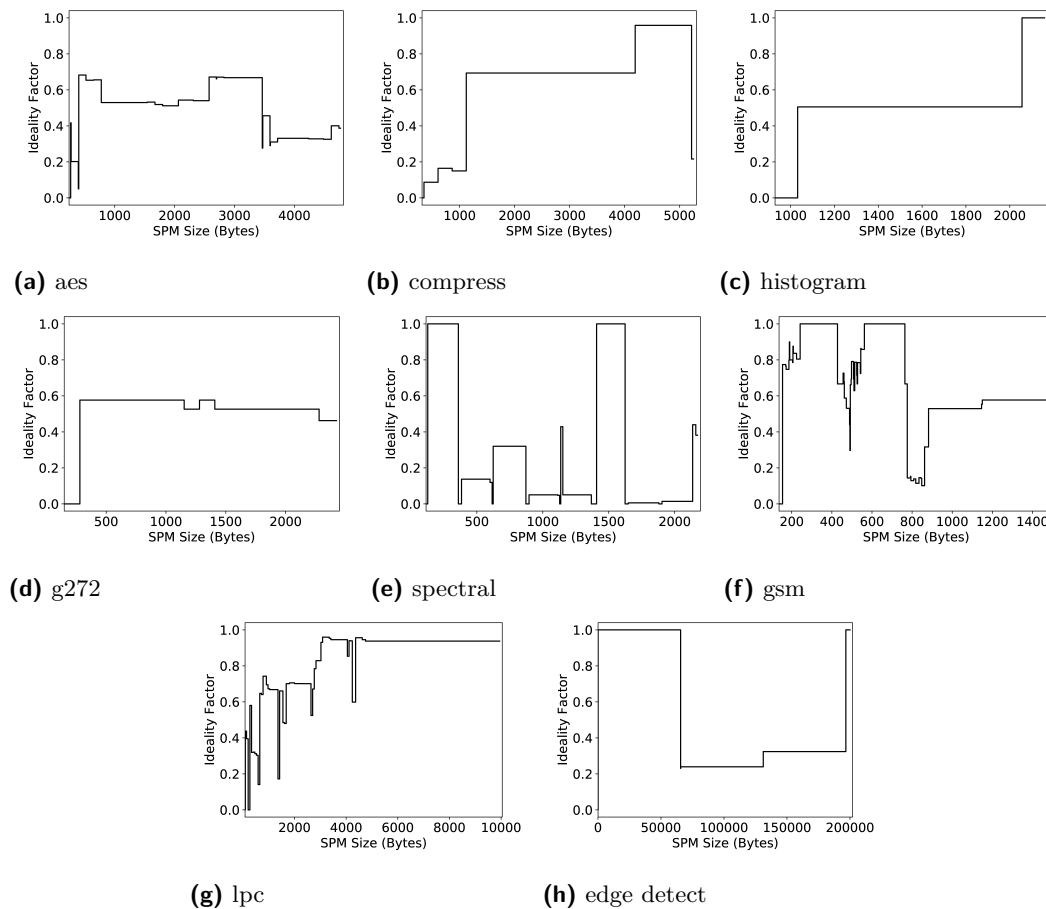 1.0
0.8
0.6
0.4
0.2
0.0
Ideality Factor
1000 2000 3000 4000
SPM Size (Bytes)
(a) aes
1.0
0.8
0.6
0.4
0.2
0.0
Ideality Factor
1000 2000 3000 4000 5000
SPM Size (Bytes)
(b) compress
1.0
0.8
0.6
0.4
0.2
0.0
Ideality Factor
1000 1200 1400 1600 1800 2000
SPM Size (Bytes)
(c) histogram
1.0
0.8
0.6
0.4
0.2
0.0
Ideality Factor
500 1000 1500 2000
SPM Size (Bytes)
(d) g272
1.0
0.8
0.6
0.4
0.2
0.0
Ideality Factor
500 1000 1500 2000
SPM Size (Bytes)
(e) spectral
1.0
0.8
0.6
0.4
0.2
0.0
Ideality Factor
200 400 600 800 1000 1200 1400
SPM Size (Bytes)
(f) gsm
1.0
0.8
0.6
0.4
0.2
0.0
Ideality Factor
2000 4000 6000 8000 10000
SPM Size (Bytes)
(g) lpc
1.0
0.8
0.6
0.4
0.2
0.0
Ideality Factor
0 50000 100000 150000 200000
SPM Size (Bytes)
(h) edge detect